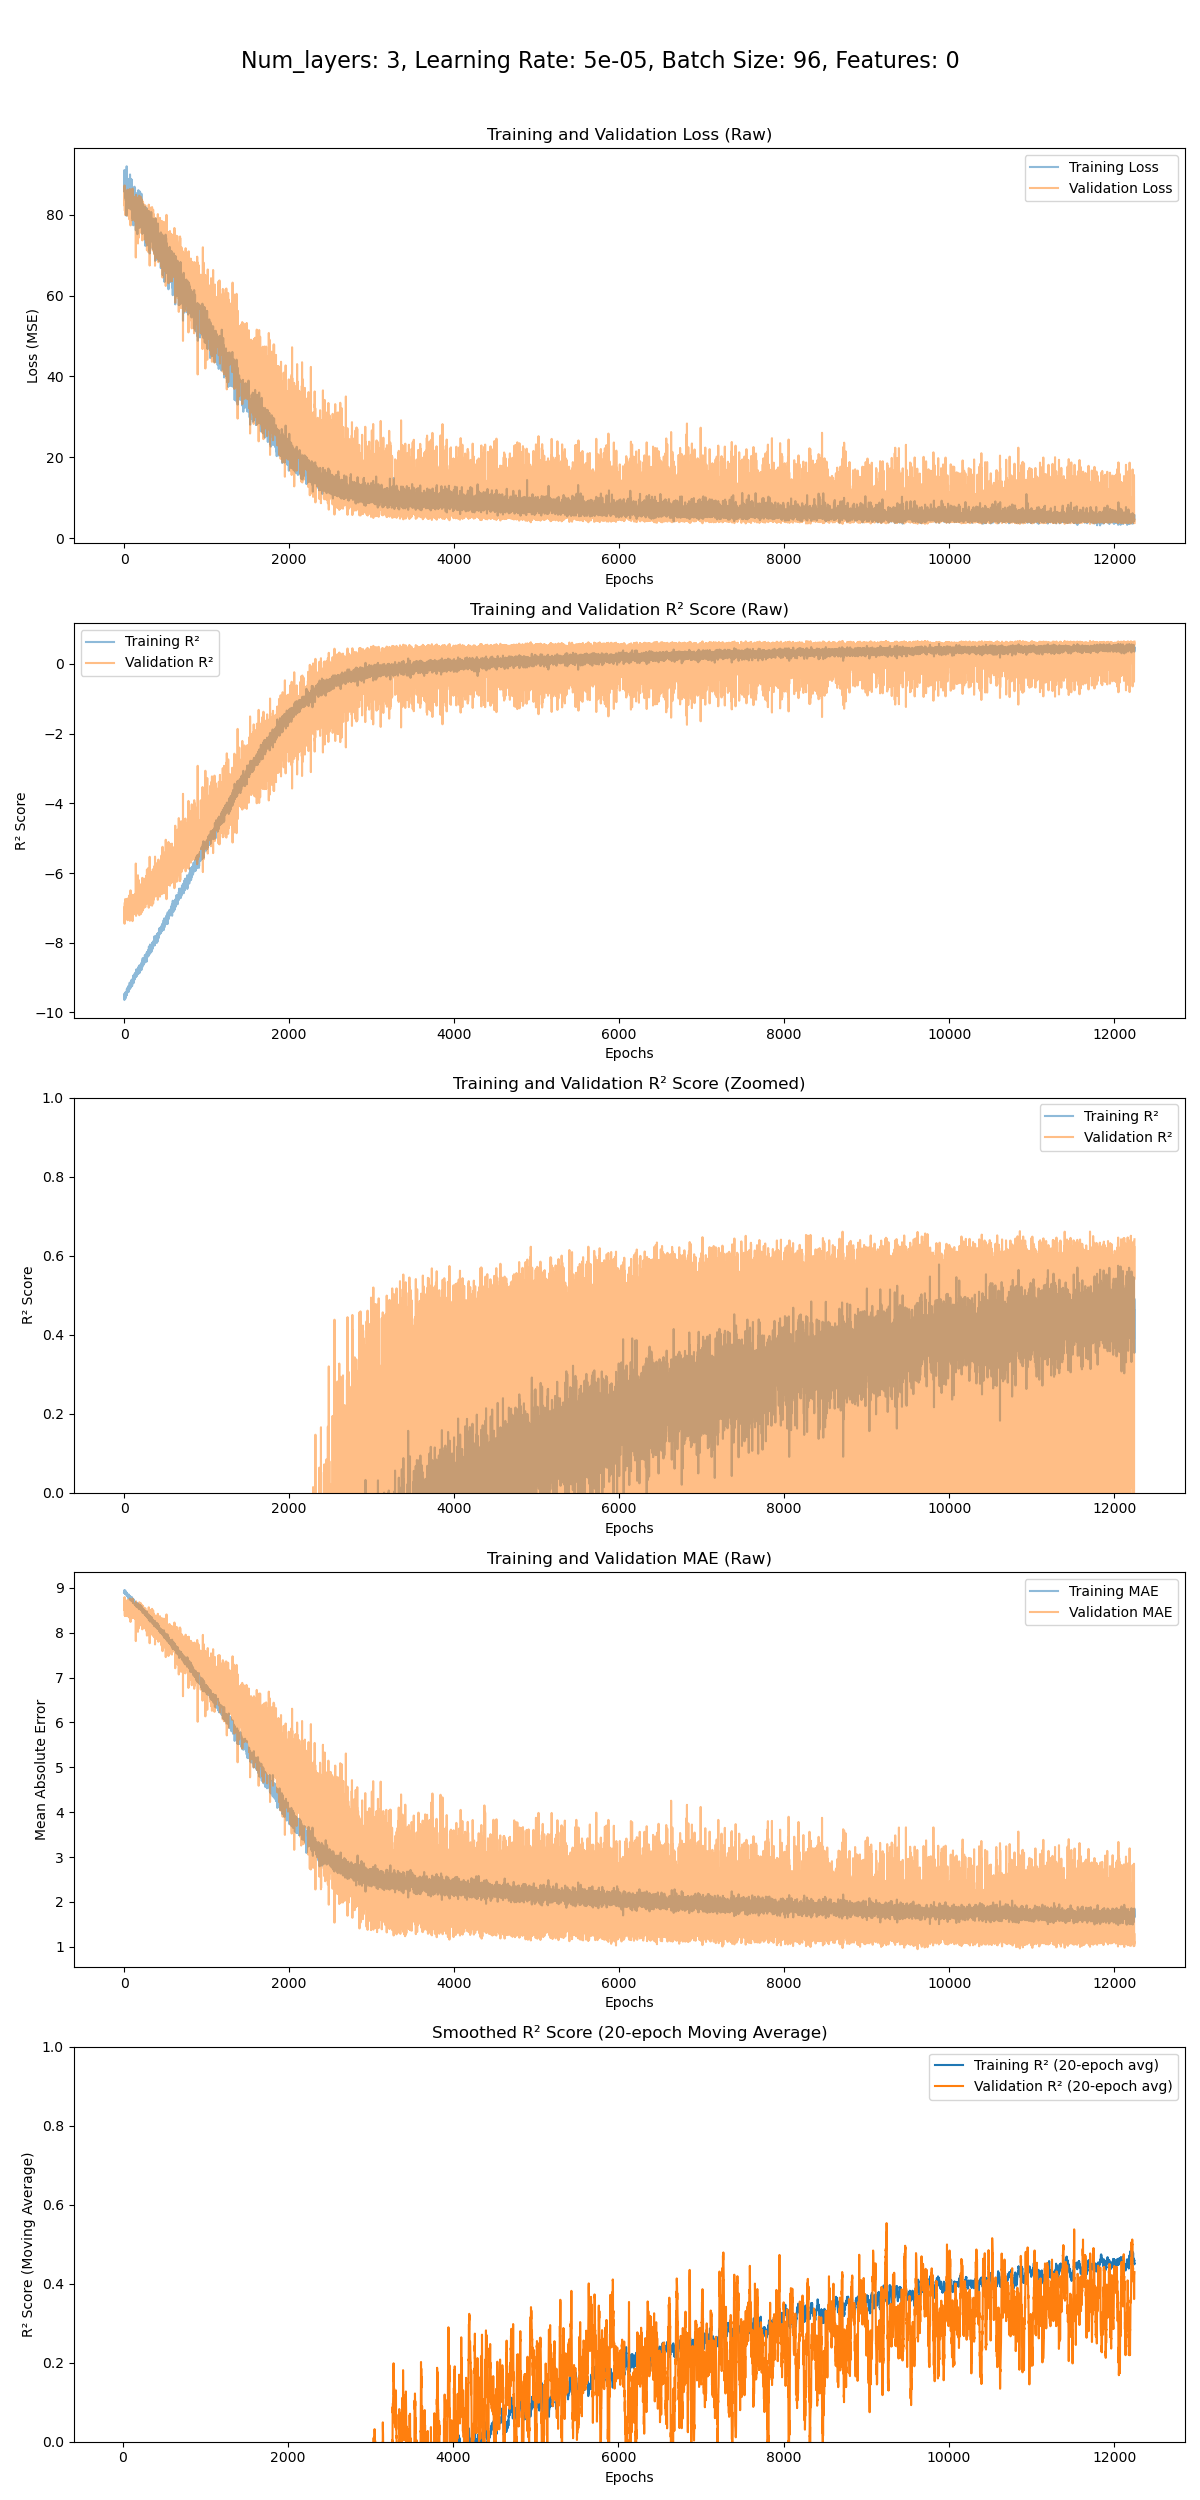 Num_layers: 3, Learning Rate: 5e-05, Batch Size: 96, Features: 0
Training and Validation Loss (Raw)
Training Loss
Validation Loss
80
60
40
20
0
Loss (MSE)
0 2000 4000 6000 8000 10000 12000
Epochs
Training and Validation R² Score (Raw)
Training R²
Validation R²
0
−2
−4
−6
−8
−10
R² Score
0 2000 4000 6000 8000 10000 12000
Epochs
Training and Validation R² Score (Zoomed)
Training R²
Validation R²
1.0
0.8
0.6
0.4
0.2
0.0
R² Score
0 2000 4000 6000 8000 10000 12000
Epochs
Training and Validation MAE (Raw)
Training MAE
Validation MAE
9
8
7
6
5
4
3
2
1
Mean Absolute Error
0 2000 4000 6000 8000 10000 12000
Epochs
Smoothed R² Score (20-epoch Moving Average)
Training R² (20-epoch avg)
Validation R² (20-epoch avg)
1.0
0.8
0.6
0.4
0.2
0.0
R² Score (Moving Average)
0 2000 4000 6000 8000 10000 12000
Epochs